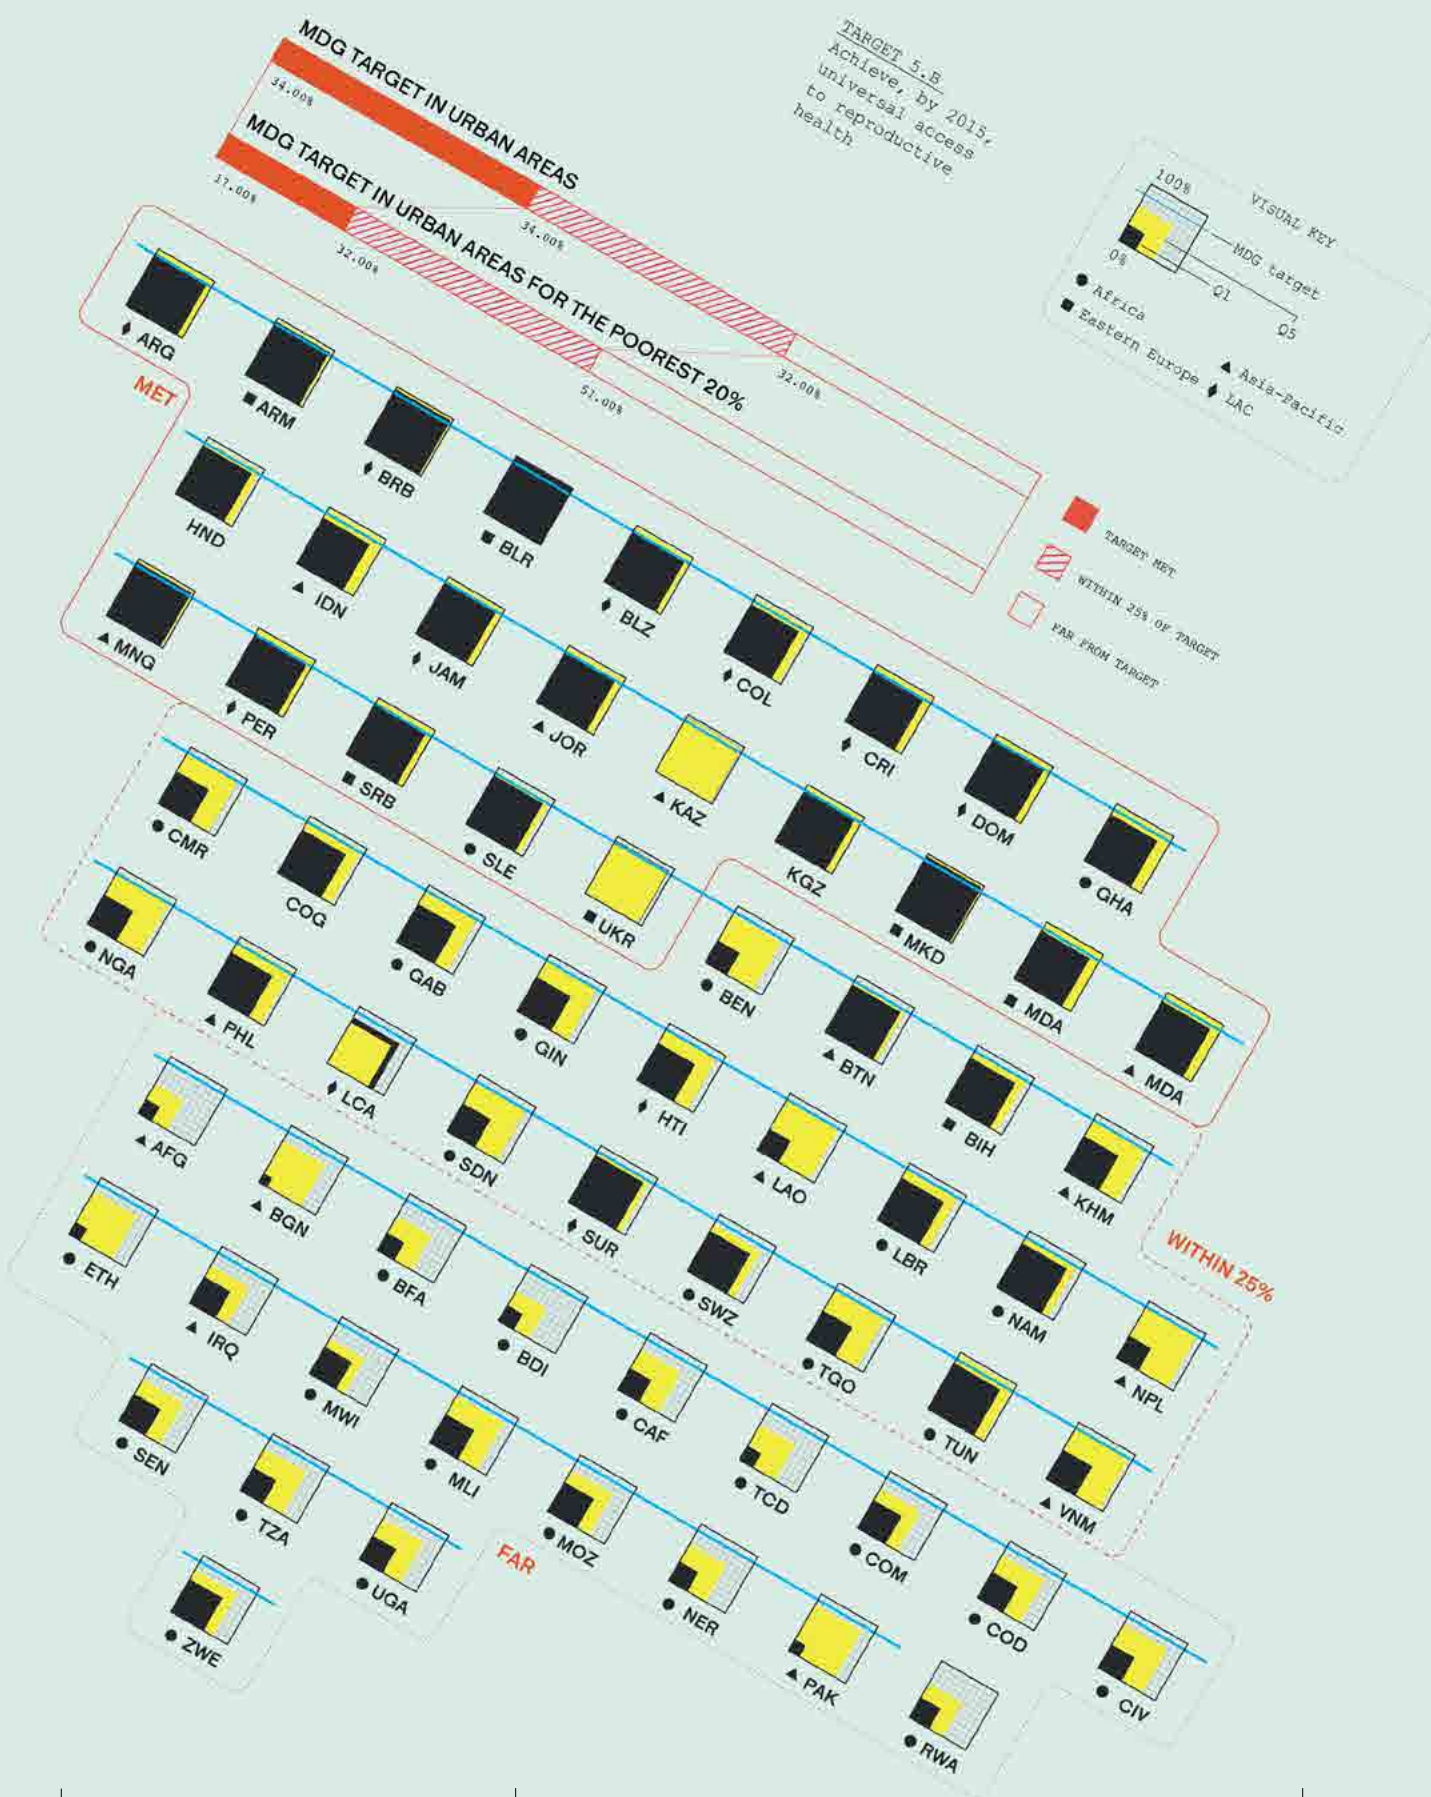 MDG TARGET IN URBAN AREAS
34.00%
34.00%
32.00%
MDG TARGET IN URBAN AREAS FOR THE POOREST 20%
17.00%
32.00%
51.00%
TARGET 5.B
Achieve, by 2015,
universal access
to reproductive
health
VISUAL KEY
100%
0%
MDG target
Q1
Q5
Africa
Eastern Europe
Asia-Pacific
LAC
TARGET MET
WITHIN 25% OF TARGET
FAR FROM TARGET
MET
ARG
ARM
BRB
BLR
BLZ
COL
CRI
DOM
GHA
HND
IDN
JAM
JOR
KAZ
KGZ
MKD
MDA
MDA
MNG
PER
SRB
SLE
UKR
BEN
BTN
BIH
KHM
WITHIN 25%
CMR
COG
GAB
GIN
HTI
LAO
LBR
NAM
NPL
NGA
PHL
LCA
SDN
SUR
SWZ
TGO
TUN
VNM
FAR
AFG
BGN
BFA
BDI
CAF
TCD
COM
COD
CIV
ETH
IRQ
MWI
MLI
MOZ
NER
PAK
RWA
SEN
TZA
UGA
ZWE